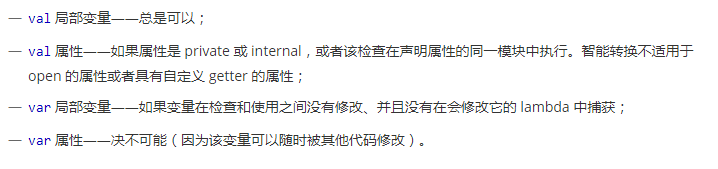 — val 局部变量——总是可以；
— val 属性——如果属性是 private 或 internal，或者该检查在声明属性的同一模块中执行。智能转换不适用于
open 的属性或者具有自定义 getter 的属性；
— var 局部变量——如果变量在检查和使用之间没有修改、并且没有在会修改它的 lambda 中捕获；
— var 属性——决不可能（因为该变量可以随时被其他代码修改）。